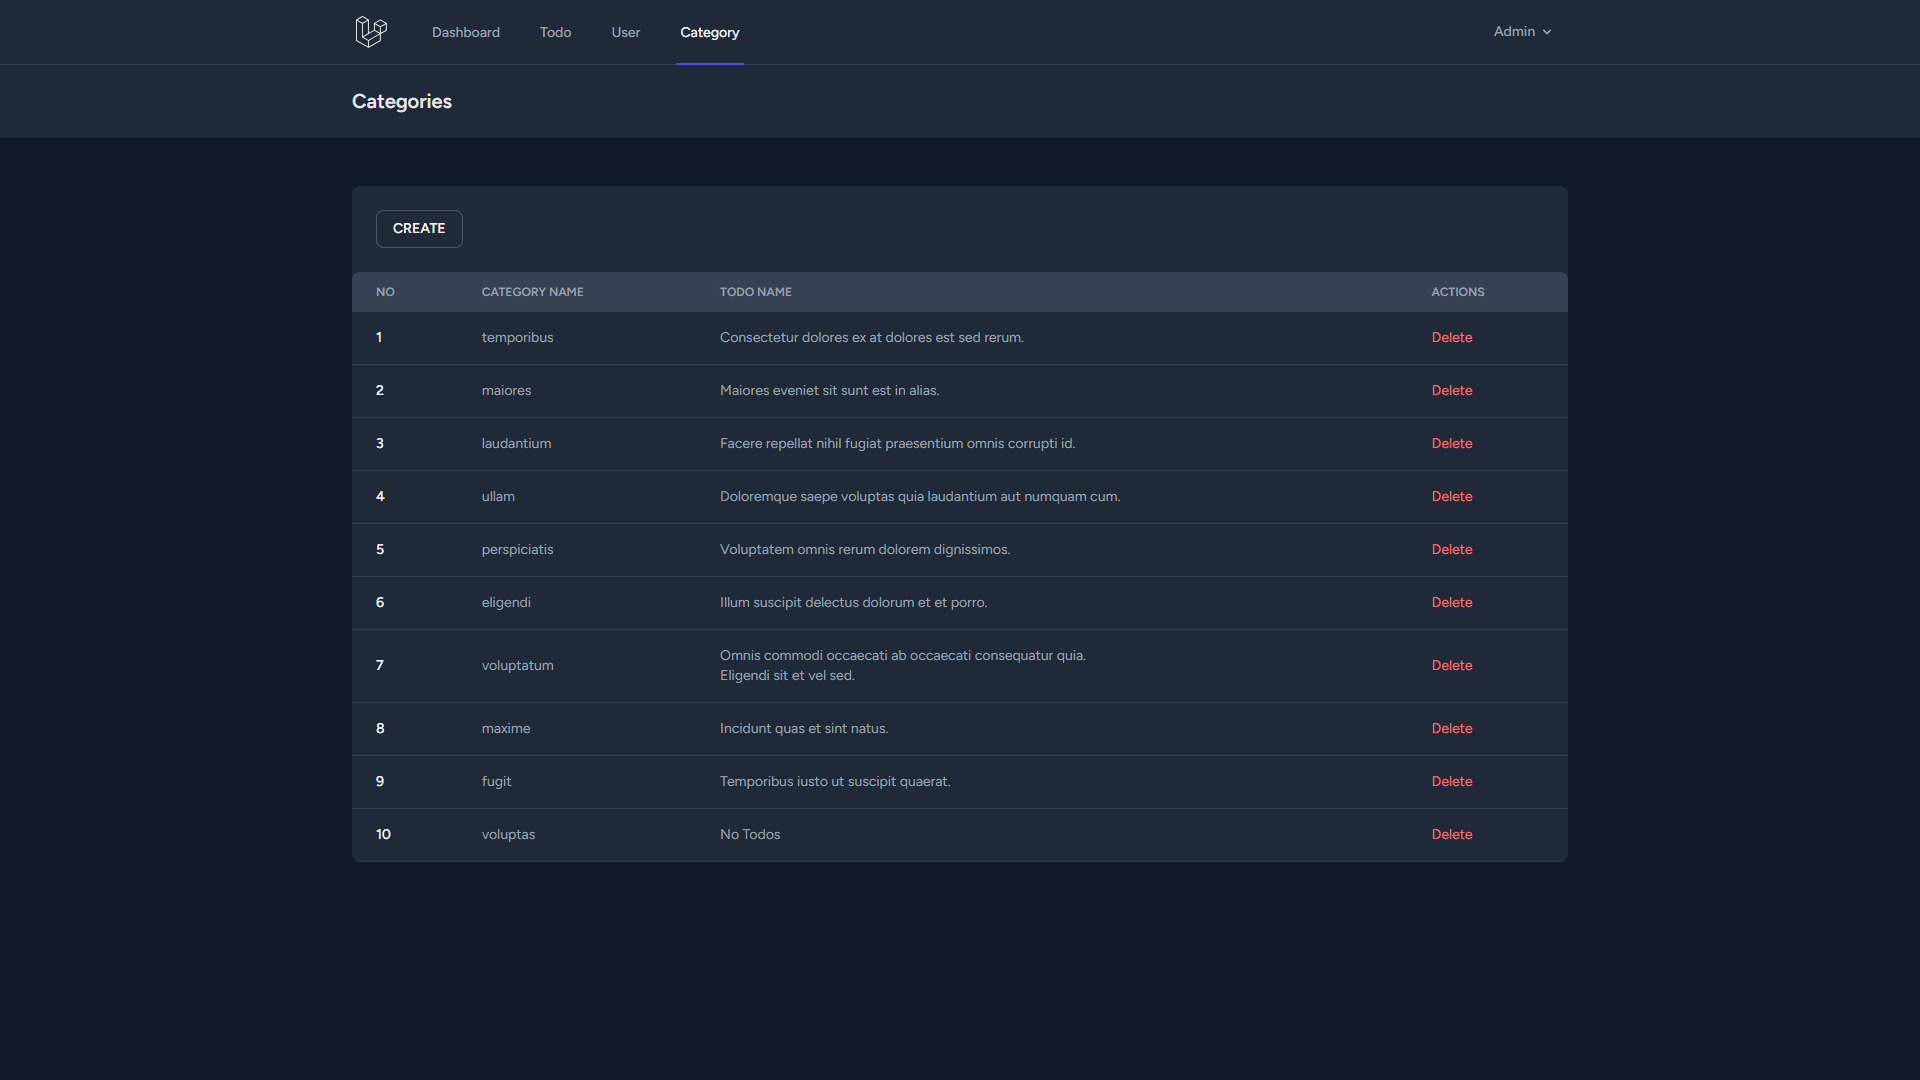 Dashboard Todo User Category Admin
Categories
CREATE
NO CATEGORY NAME TODO NAME ACTIONS
1 temporibus Consectetur dolores ex at dolores est sed rerum. Delete
2 maiores Maiores eveniet sit sunt est in alias. Delete
3 laudantium Facere repellat nihil fugiat praesentium omnis corrupti id. Delete
4 ullam Doloremque saepe voluptas quia laudantium aut numquam cum. Delete
5 perspiciatis Voluptatem omnis rerum dolorem dignissimos. Delete
6 eligendi Illum suscipit delectus dolorum et et porro. Delete
7 voluptatum Omnis commodi occaecati ab occaecati consequatur quia. Delete
Eligendi sit et vel sed.
8 maxime Incidunt quas et sint natus. Delete
9 fugit Temporibus iusto ut suscipit quaerat. Delete
10 voluptas No Todos Delete